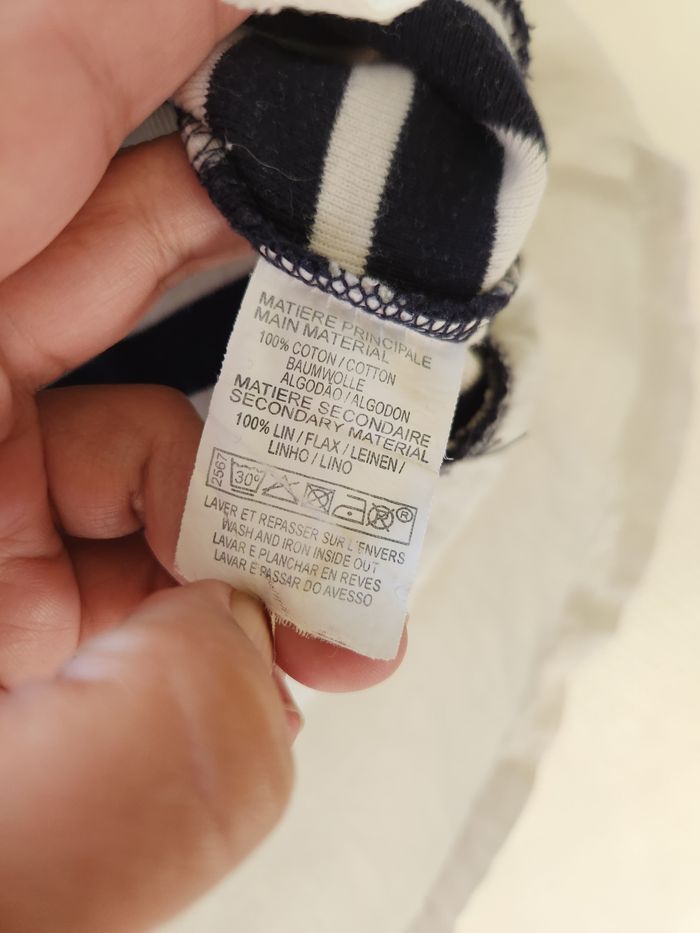 MATIERE PRINCIPALE
MAIN MATERIAL
100% COTON / COTTON
BAUMWOLLE
ALGODAO / ALGODON
MATIERE SECONDAIRE
SECONDARY MATERIAL
100% LIN / FLAX / LEINEN /
LINHO / LINO
2567 30° ®
LAVER ET REPASSER SUR L'ENVERS
WASH AND IRON INSIDE OUT
LAVAR E PLANCHAR EN REVES
LAVAR E PASSAR DO AVESSO